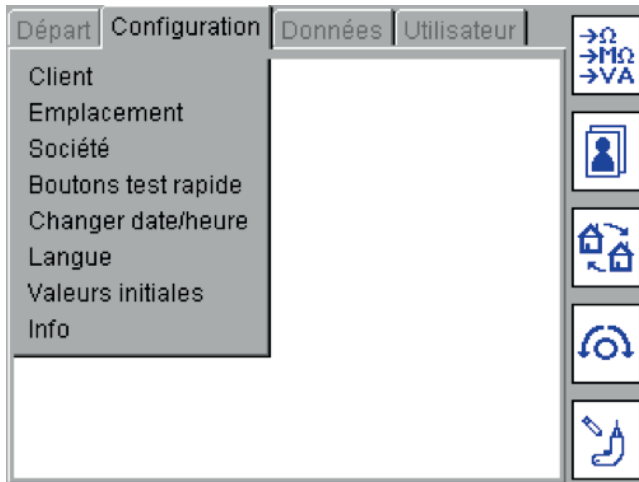 Départ Configuration Données Utilisateur
Client
Emplacement
Société
Boutons test rapide
Changer date/heure
Langue
Valeurs initiales
Info
→Ω
→MΩ
→VA